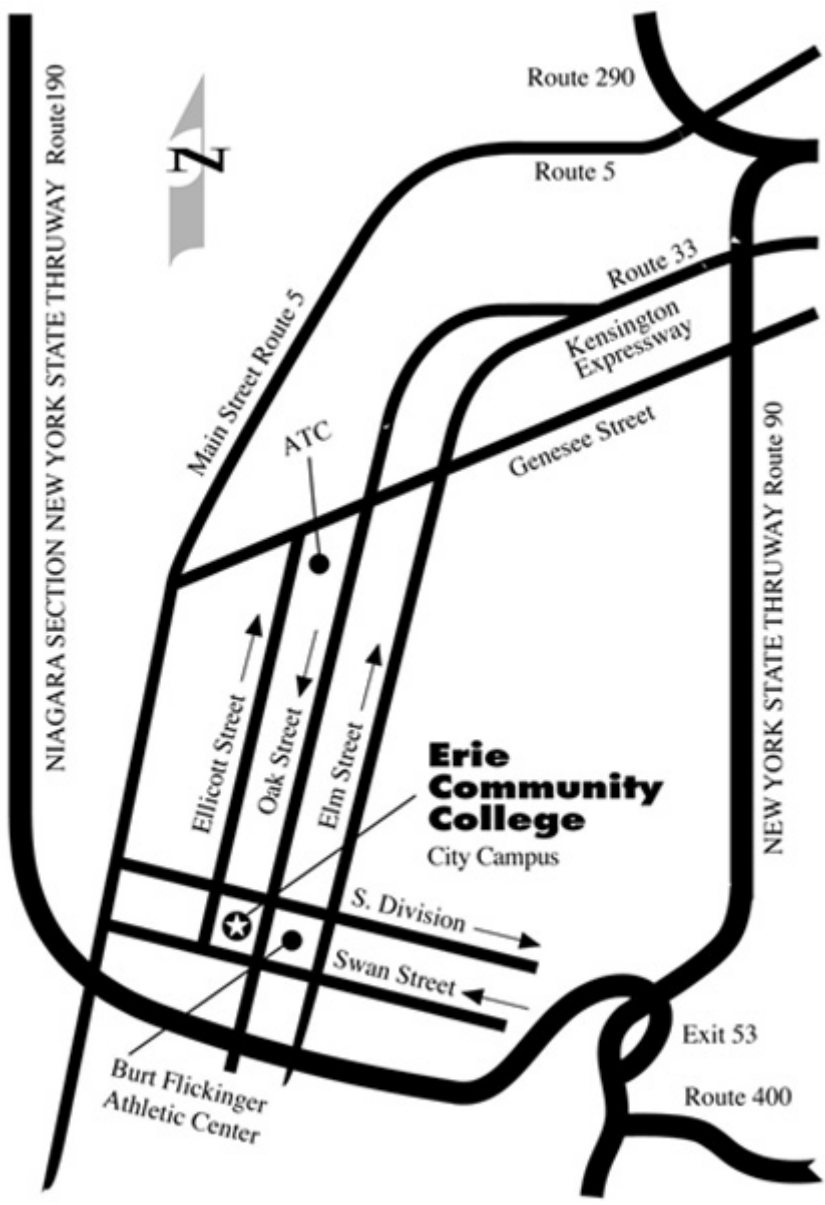 Route 290
Route 5
NIAGARA SECTION NEW YORK STATE THRUWAY Route190
N
Route 33
Kensington
Expressway
Main Street Route 5
Genesee Street
ATC
NEW YORK STATE THRUWAY Route 90
Ellicott Street
Oak Street
Elm Street
Erie
Community
College
City Campus
S. Division
Swan Street
Exit 53
Burt Flickinger
Athletic Center
Route 400